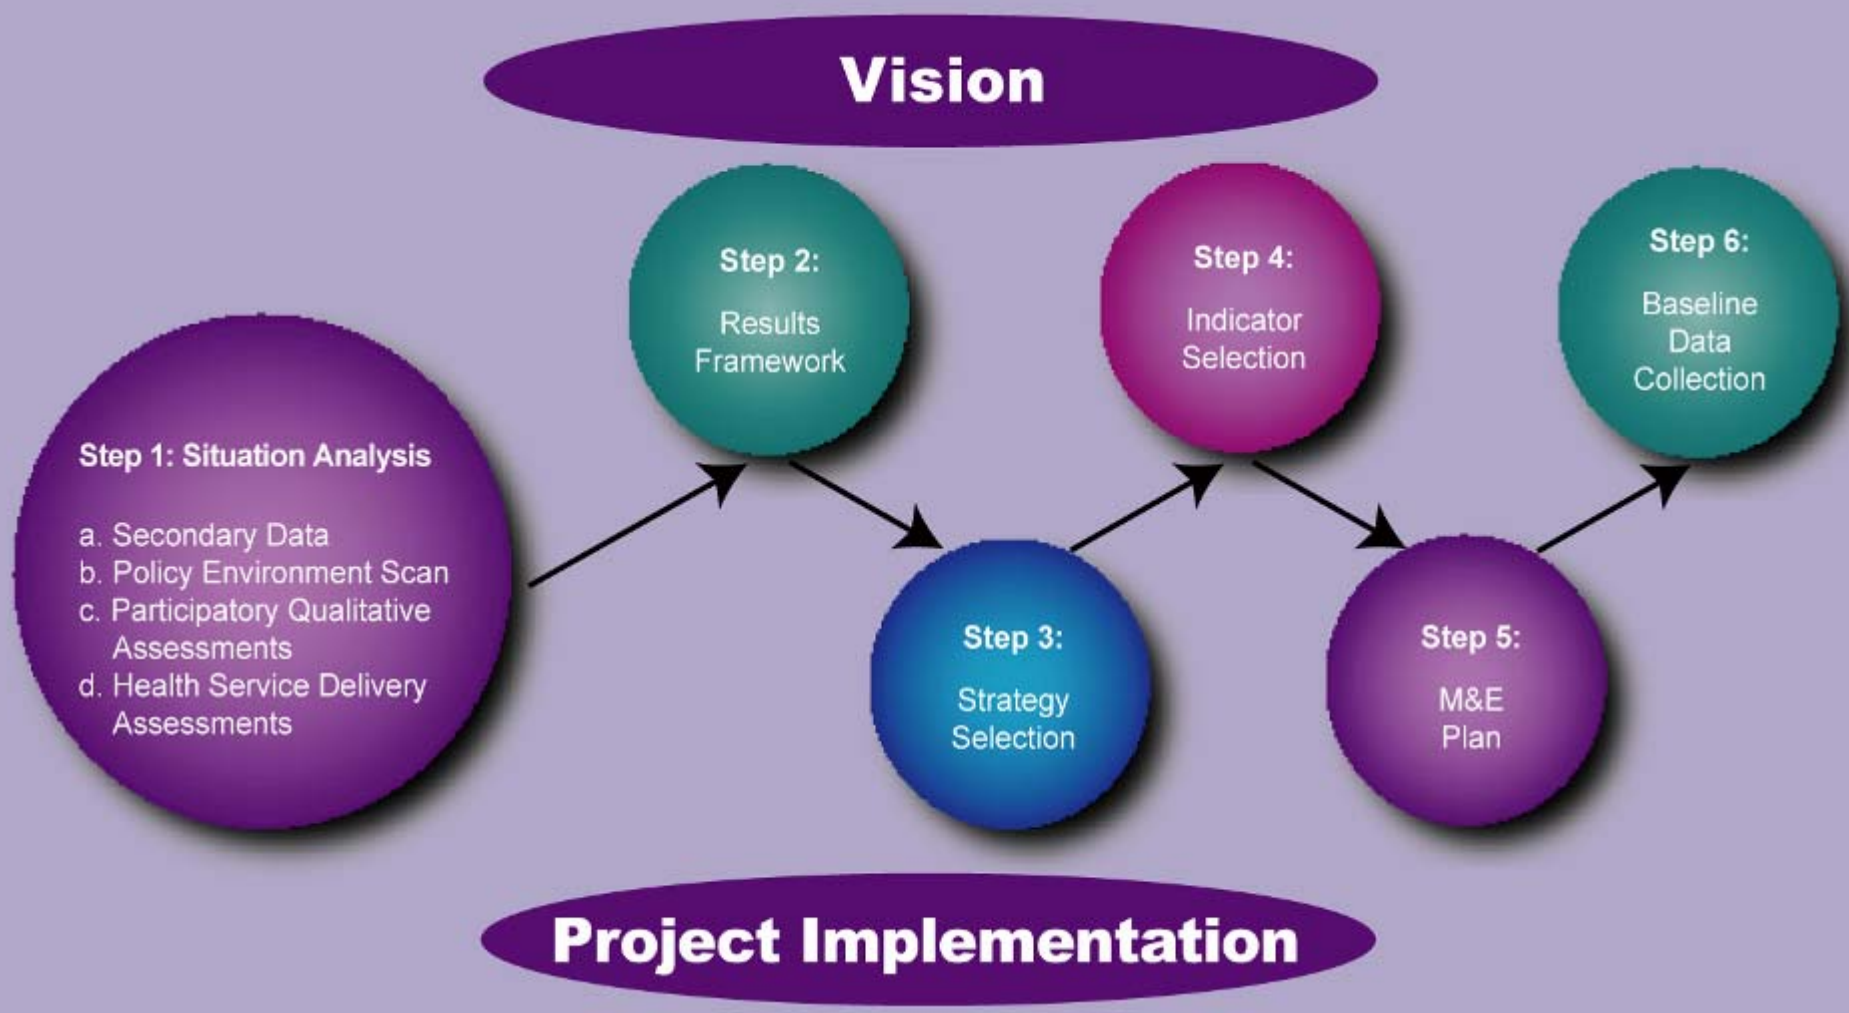 Vision
Step 1: Situation Analysis
a. Secondary Data
b. Policy Environment Scan
c. Participatory Qualitative
Assessments
d. Health Service Delivery
Assessments
Step 2:
Results
Framework
Step 3:
Strategy
Selection
Step 4:
Indicator
Selection
Step 5:
M&E
Plan
Step 6:
Baseline
Data
Collection
Project Implementation